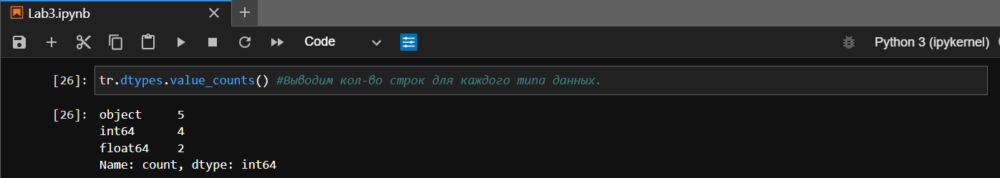 Lab3.ipynb
Code
Python 3 (ipykernel)
[26]: tr.dtypes.value_counts() #Выводим кол-во строк для каждого типа данных.
[26]: object     5
int64      4
float64    2
Name: count, dtype: int64